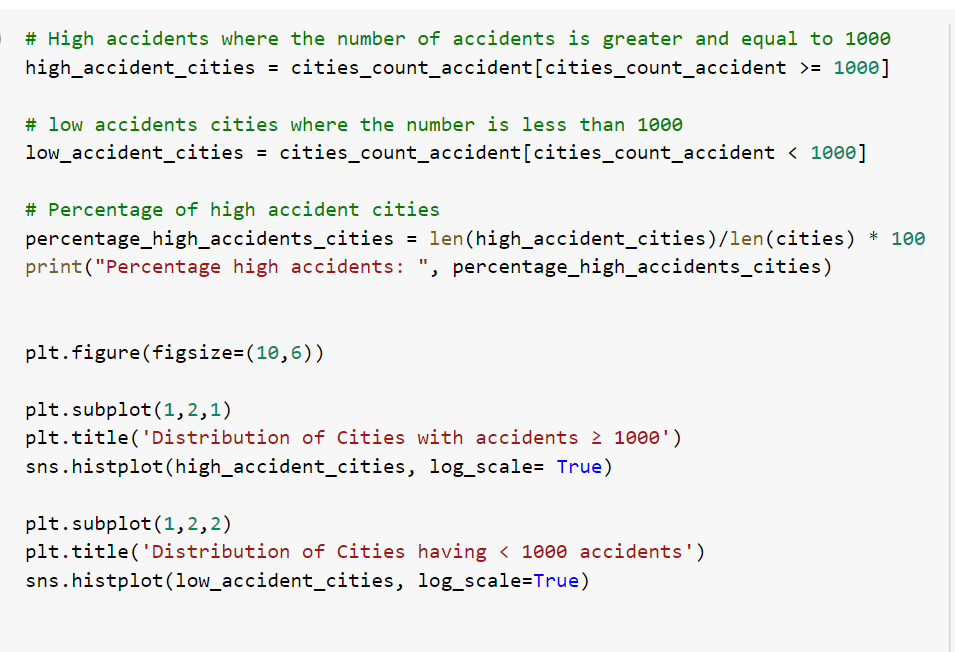 # High accidents where the number of accidents is greater and equal to 1000
high_accident_cities = cities_count_accident[cities_count_accident >= 1000]
# low accidents cities where the number is less than 1000
low_accident_cities = cities_count_accident[cities_count_accident < 1000]
# Percentage of high accident cities
percentage_high_accidents_cities = len(high_accident_cities)/len(cities) * 100
print("Percentage high accidents: ", percentage_high_accidents_cities)
plt.figure(figsize=(10,6))
plt.subplot(1,2,1)
plt.title('Distribution of Cities with accidents ≥ 1000')
sns.histplot(high_accident_cities, log_scale= True)
plt.subplot(1,2,2)
plt.title('Distribution of Cities having < 1000 accidents')
sns.histplot(low_accident_cities, log_scale=True)